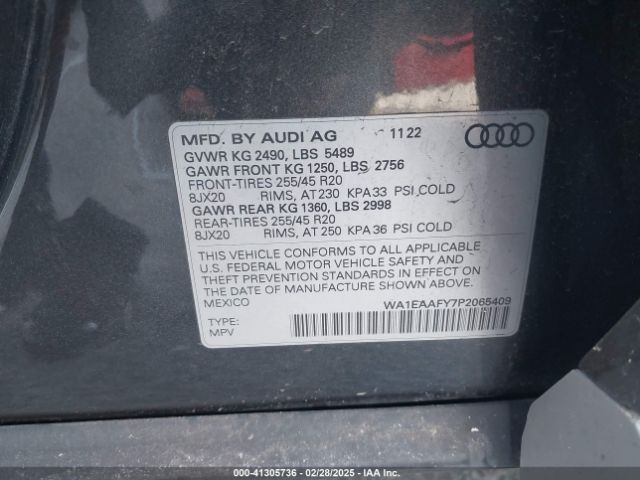 MFD. BY AUDI AG 11 22
GVWR KG 2490, LBS 5489
GAWR FRONT KG 1250, LBS 2756
FRONT-TIRES 255/45 R20
8JX20 RIMS, AT 230 KPA 33 PSI COLD
GAWR REAR KG 1360, LBS 2998
REAR-TIRES 255/45 R20
8JX20 RIMS, AT 250 KPA 36 PSI COLD
THIS VEHICLE CONFORMS TO ALL APPLICABLE
U.S. FEDERAL MOTOR VEHICLE SAFETY AND
THEFT PREVENTION STANDARDS IN EFFECT ON
THE DATE OF MANUFACTURE SHOWN ABOVE.
MEXICO WA1EAAFY7P2065409
TYPE:
MPV
000-41305736 - 02/28/2025 - IAA Inc.